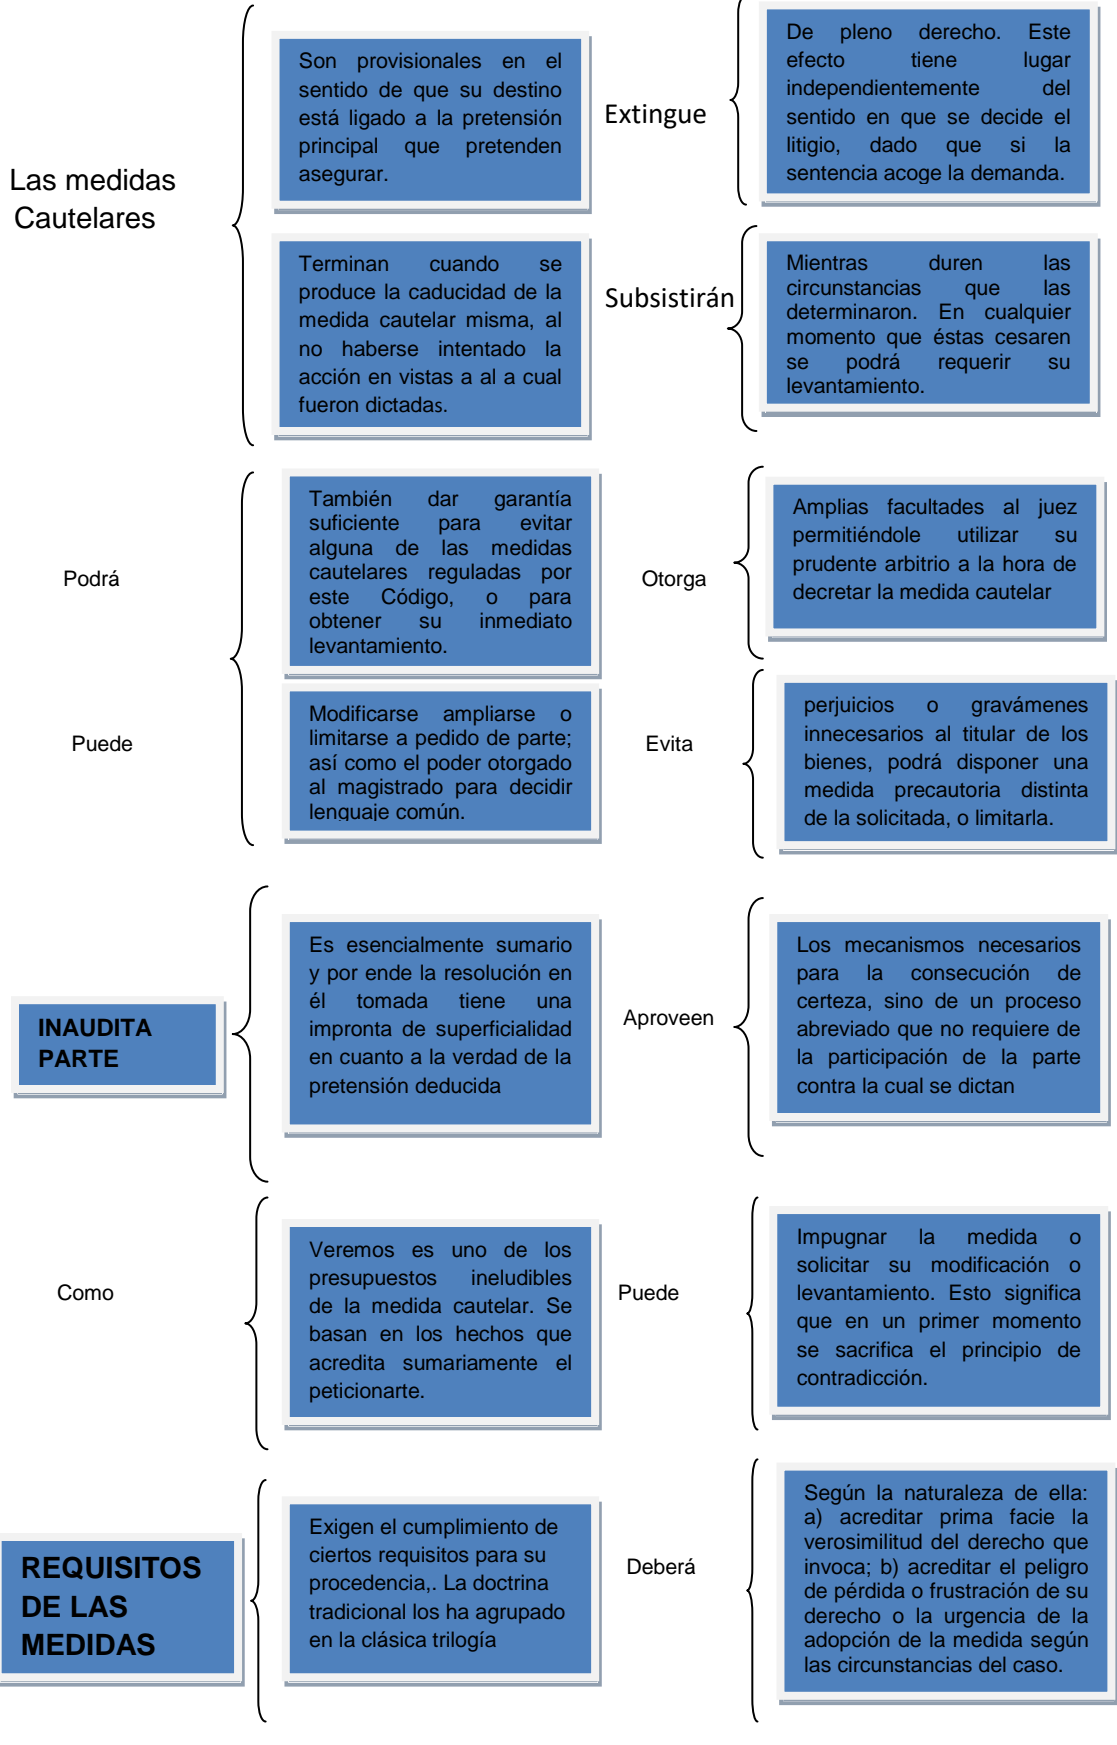 Las medidas
Cautelares
Son provisionales en el
sentido de que su destino
está ligado a la pretensión
principal que pretenden
asegurar.
Extingue
De pleno derecho. Este
efecto tiene lugar
independientemente del
sentido en que se decide el
litigio, dado que si la
sentencia acoge la demanda.
Terminan cuando se
produce la caducidad de la
medida cautelar misma, al
no haberse intentado la
acción en vistas a al a cual
fueron dictadas.
Subsistirán
Mientras duren las
circunstancias que las
determinaron. En cualquier
momento que éstas cesaren
se podrá requerir su
levantamiento.
Podrá
También dar garantía
suficiente para evitar
alguna de las medidas
cautelares reguladas por
este Código, o para
obtener su inmediato
levantamiento.
Otorga
Amplias facultades al juez
permitiéndole utilizar su
prudente arbitrio a la hora de
decretar la medida cautelar
Puede
Modificarse ampliarse o
limitarse a pedido de parte;
así como el poder otorgado
al magistrado para decidir
lenguaje común.
Evita
perjuicios o gravámenes
innecesarios al titular de los
bienes, podrá disponer una
medida precautoria distinta
de la solicitada, o limitarla.
INAUDITA
PARTE
Es esencialmente sumario
y por ende la resolución en
él tomada tiene una
impronta de superficialidad
en cuanto a la verdad de la
pretensión deducida
Aproveen
Los mecanismos necesarios
para la consecución de
certeza, sino de un proceso
abreviado que no requiere de
la participación de la parte
contra la cual se dictan
Como
Veremos es uno de los
presupuestos ineludibles
de la medida cautelar. Se
basan en los hechos que
acredita sumariamente el
peticionarte.
Puede
Impugnar la medida o
solicitar su modificación o
levantamiento. Esto significa
que en un primer momento
se sacrifica el principio de
contradicción.
REQUISITOS
DE LAS
MEDIDAS
Exigen el cumplimiento de
ciertos requisitos para su
procedencia,. La doctrina
tradicional los ha agrupado
en la clásica trilogía
Deberá
Según la naturaleza de ella:
a) acreditar prima facie la
verosimilitud del derecho que
invoca; b) acreditar el peligro
de pérdida o frustración de su
derecho o la urgencia de la
adopción de la medida según
las circunstancias del caso.